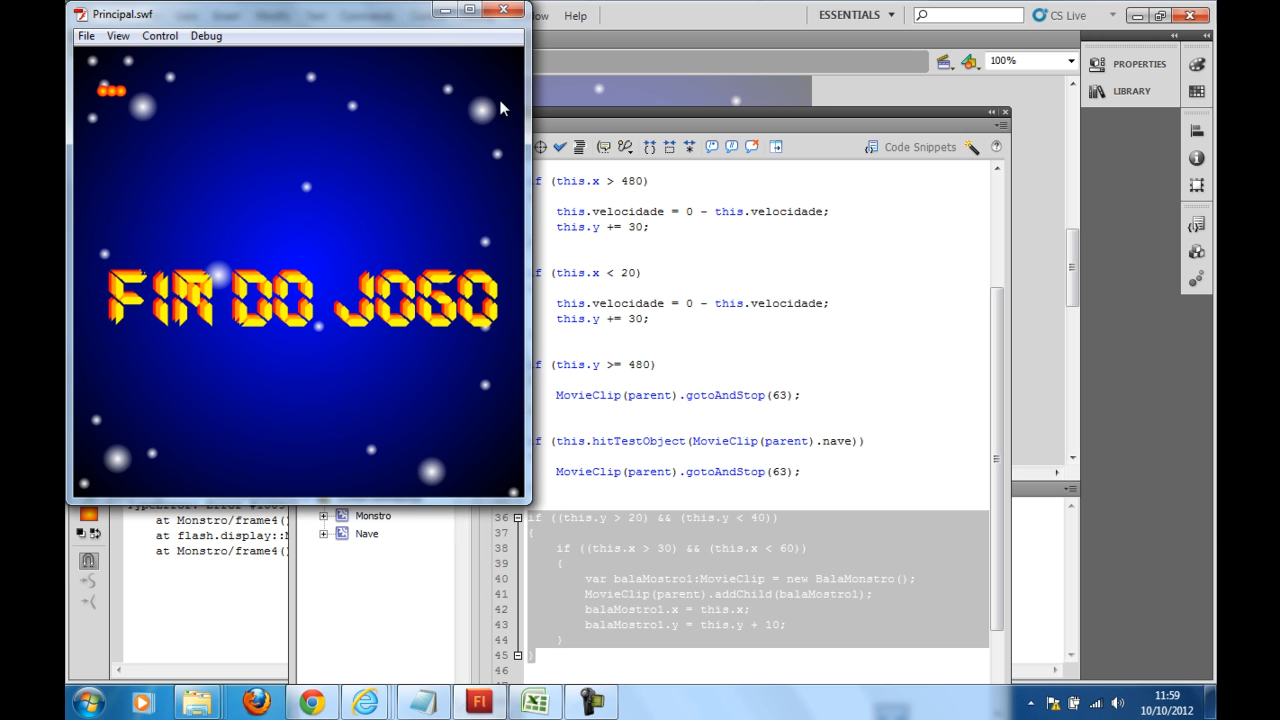 Principal.swf
File View Control Debug
Help
ESSENTIALS
CS Live
100%
PROPERTIES
LIBRARY
Code Snippets
FIM DO JOGO
if (this.x > 480)
this.velocidade = 0 - this.velocidade;
this.y += 30;
if (this.x < 20)
this.velocidade = 0 - this.velocidade;
this.y += 30;
if (this.y >= 480)
MovieClip(parent).gotoAndStop(63);
if (this.hitTestObject(MovieClip(parent).nave))
MovieClip(parent).gotoAndStop(63);
at Monstro/frame4()
at flash.display::M
at Monstro/frame4()
Monstro
Nave
36 if ((this.y > 20) && (this.y < 40))
37 {
38 if ((this.x > 30) && (this.x < 60))
39 {
40 var balaMostro1:MovieClip = new BalaMonstro();
41 MovieClip(parent).addChild(balaMostro1);
42 balaMostro1.x = this.x;
43 balaMostro1.y = this.y + 10;
44 }
45 }
46
11:59
10/10/2012